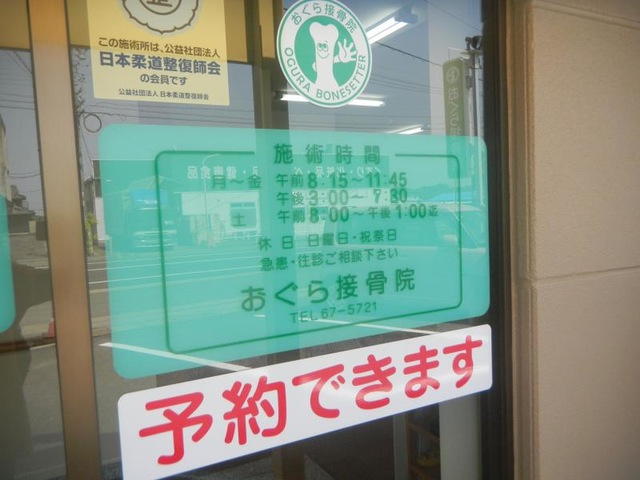 この施術所は、公益社団法人
日本柔道整復師会
の会員です
公益社団法人 日本柔道整復師会
おぐら接骨院
OGURA BONESETTER
施術時間
月～金 午前 8:15～11:45
午後 3:00～ 7:30
土 午前 8:00～午後 1:00迄
休日 日曜日・祝祭日
急患・往診ご相談下さい
おぐら接骨院
TEL 67-5721
予約できます